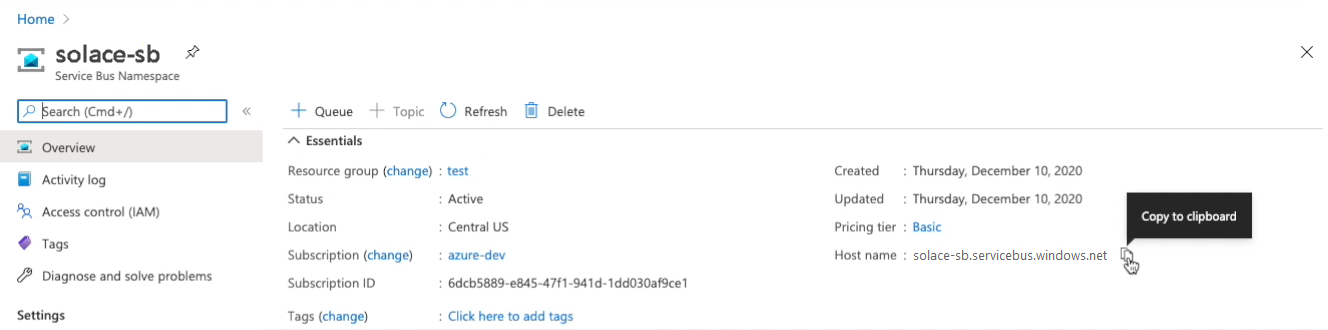 Home
solace-sb
Service Bus Namespace
Search (Cmd+/)
Overview
Activity log
Access control (IAM)
Tags
Diagnose and solve problems
Settings
Queue Topic Refresh Delete
Essentials
Resource group (change) : test
Status : Active
Location : Central US
Subscription (change) : azure-dev
Subscription ID : 6dcb5889-e845-47f1-941d-1dd030af9ce1
Tags (change) : Click here to add tags
Created : Thursday, December 10, 2020
Updated : Thursday, December 10, 2020
Pricing tier : Basic
Host name : solace-sb.servicebus.windows.net
Copy to clipboard